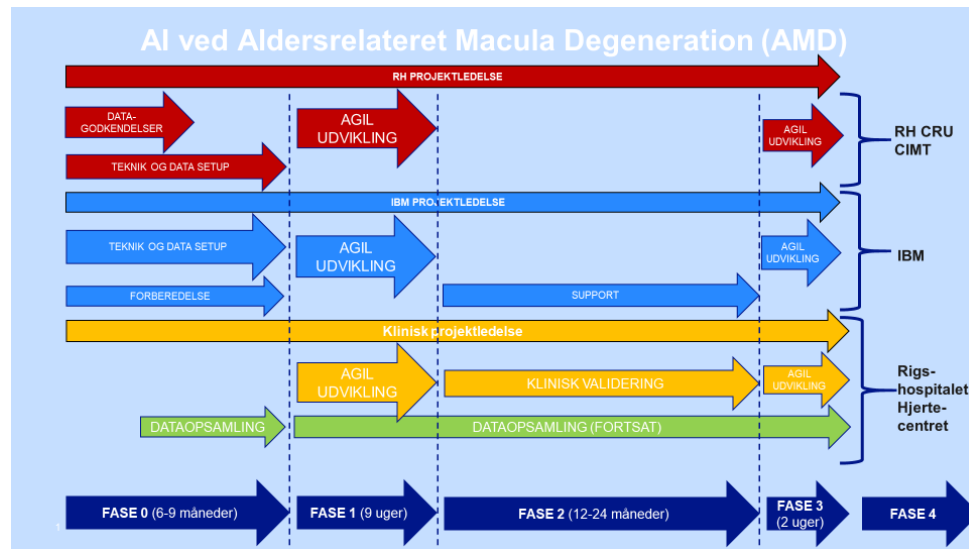 AI ved Aldersrelateret Macula Degeneration (AMD)
RH PROJEKTLEDELSE
DATA-
GODKENDELSER
AGIL
UDVIKLING
AGIL
UDVIKLING
TEKNIK OG DATA SETUP
RH CRU
CIMT
IBM PROJEKTLEDELSE
TEKNIK OG DATA SETUP
AGIL
UDVIKLING
AGIL
UDVIKLING
FORBEREDELSE
SUPPORT
IBM
Klinisk projektledelse
AGIL
UDVIKLING
KLINISK VALIDERING
AGIL
UDVIKLING
DATAOPSAMLING
DATAOPSAMLING (FORTSAT)
Rigs-
hospitalet
Hjerte-
centret
FASE 0 (6-9 måneder)
FASE 1 (9 uger)
FASE 2 (12-24 måneder)
FASE 3
(2 uger)
FASE 4